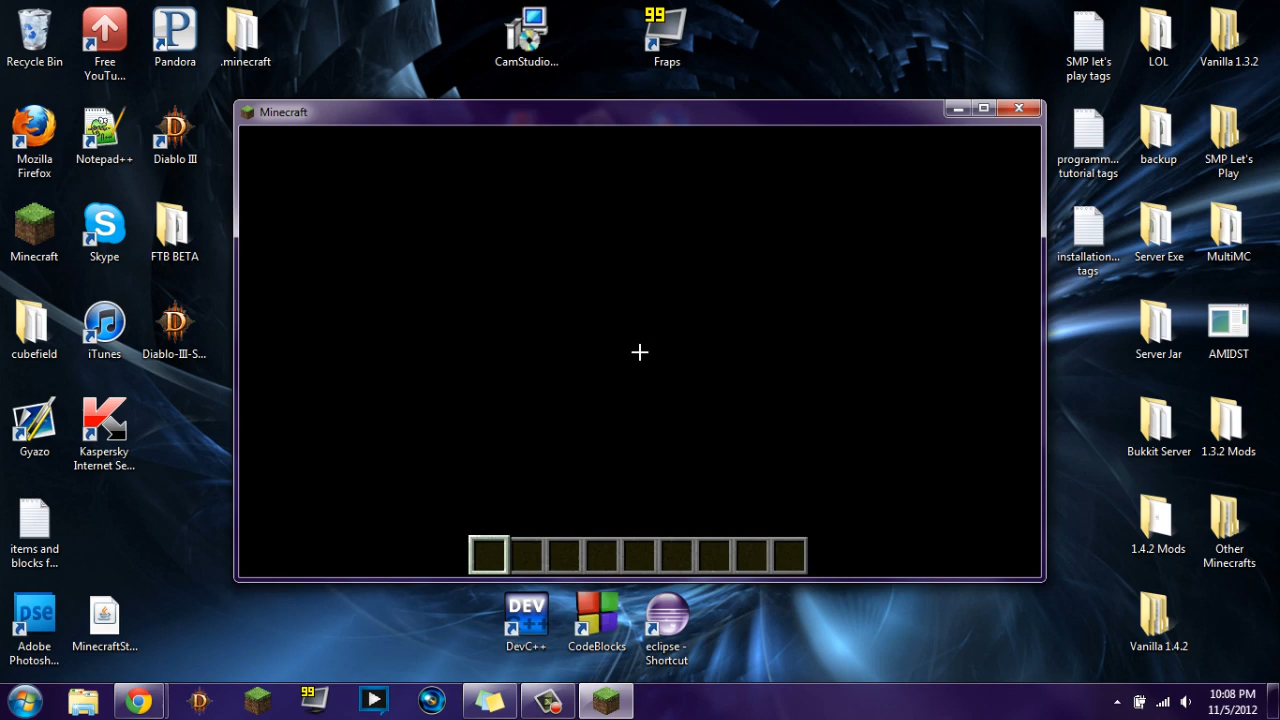 Recycle Bin
Free
YouTu...
Pandora
.minecraft
CamStudio...
99
Fraps
SMP let's
play tags
LOL
Vanilla 1.3.2
Minecraft
Mozilla
Firefox
Notepad++
Diablo III
programm...
tutorial tags
backup
SMP Let's
Play
Minecraft
Skype
FTB BETA
installation...
tags
Server Exe
MultiMC
cubefield
iTunes
Diablo-III-S...
Server Jar
AMIDST
Gyazo
Kaspersky
Internet Se...
Bukkit Server
1.3.2 Mods
items and
blocks f...
1.4.2 Mods
Other
Minecrafts
pse
Adobe
Photosh...
MinecraftSt...
DEV
C++
DevC++
CodeBlocks
eclipse -
Shortcut
Vanilla 1.4.2
99
10:08 PM
11/5/2012